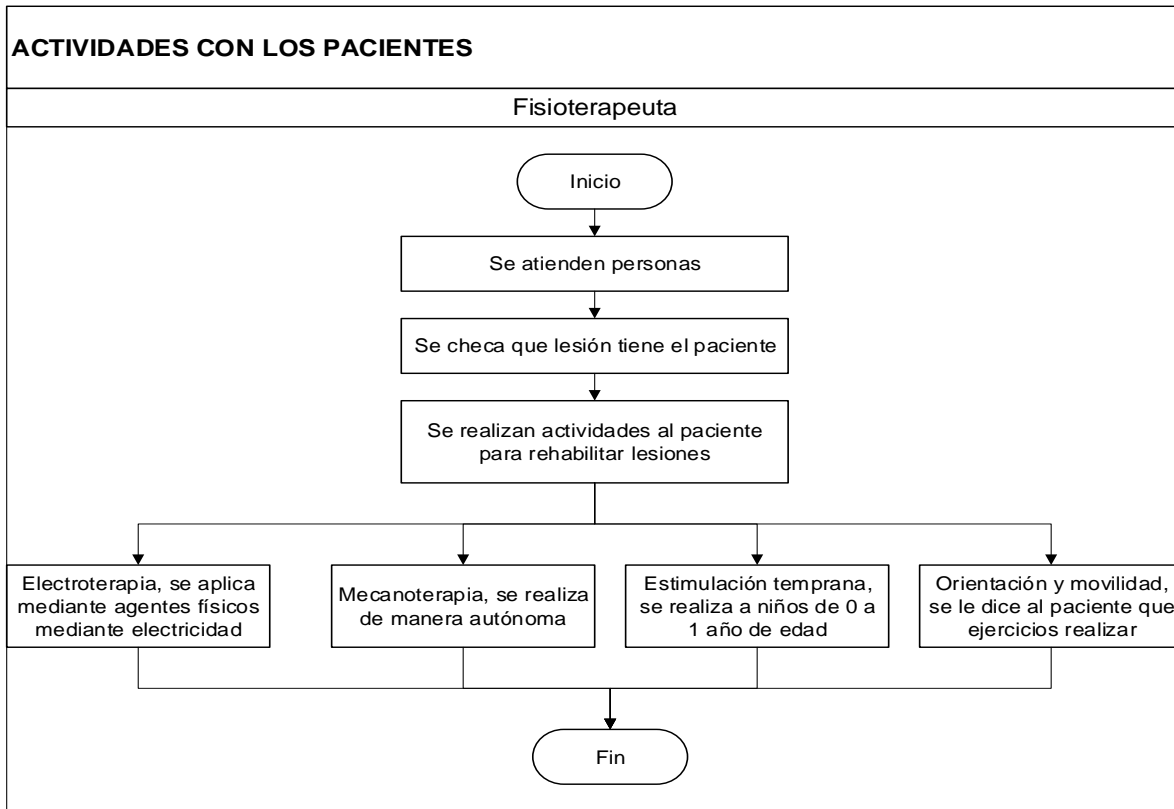 ACTIVIDADES CON LOS PACIENTES
Fisioterapeuta
Inicio
Se atienden personas
Se checa que lesión tiene el paciente
Se realizan actividades al paciente
para rehabilitar lesiones
Electroterapia, se aplica
mediante agentes físicos
mediante electricidad
Mecanoterapia, se realiza
de manera autónoma
Estimulación temprana,
se realiza a niños de 0 a
1 año de edad
Orientación y movilidad,
se le dice al paciente que
ejercicios realizar
Fin